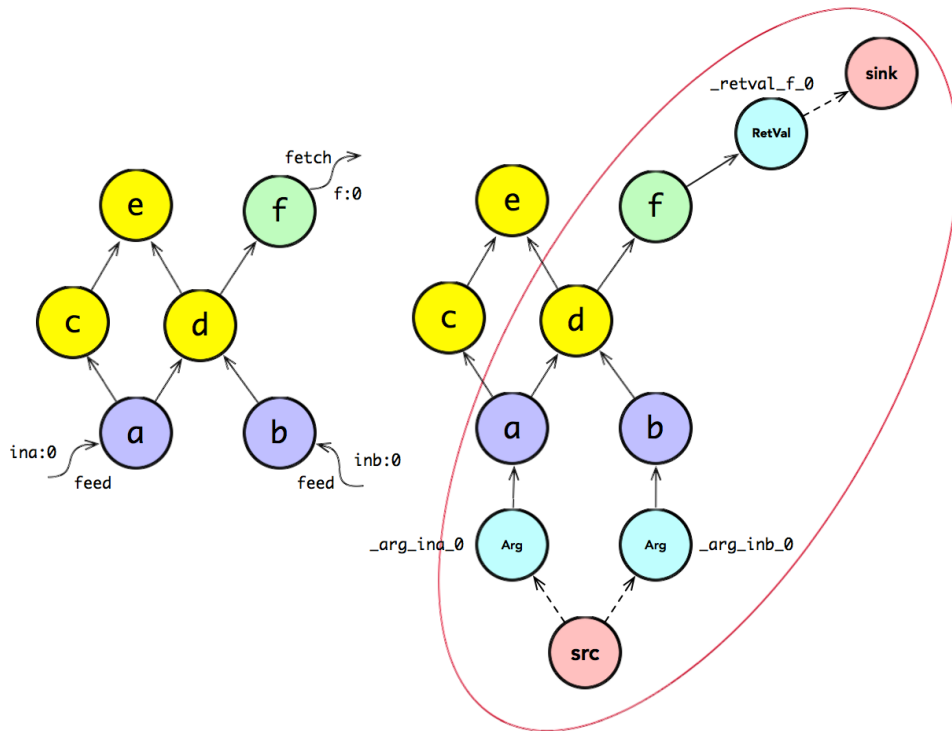 sink
_retval_f_0
RetVal
fetch
f:0
e
f
e
f
c
d
c
d
a
b
a
b
ina:0
feed
inb:0
feed
_arg_ina_0
Arg
Arg
_arg_inb_0
src